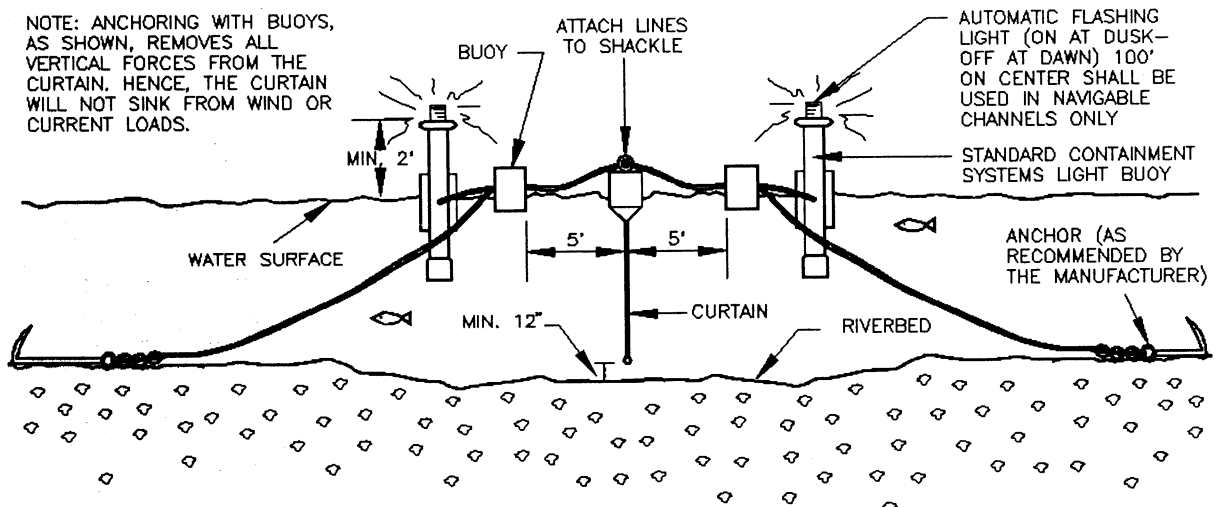 NOTE: ANCHORING WITH BUOYS,
AS SHOWN, REMOVES ALL
VERTICAL FORCES FROM THE
CURTAIN. HENCE, THE CURTAIN
WILL NOT SINK FROM WIND OR
CURRENT LOADS.
BUOY
ATTACH LINES
TO SHACKLE
AUTOMATIC FLASHING
LIGHT (ON AT DUSK–
OFF AT DAWN) 100'
ON CENTER SHALL BE
USED IN NAVIGABLE
CHANNELS ONLY
MIN. 2'
STANDARD CONTAINMENT
SYSTEMS LIGHT BUOY
5'
5'
WATER SURFACE
ANCHOR (AS
RECOMMENDED BY
THE MANUFACTURER)
MIN. 12"
CURTAIN
RIVERBED